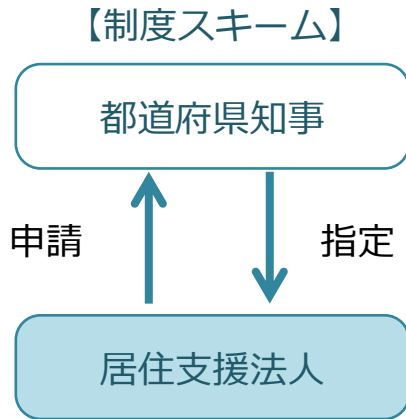 【制度スキーム】
都道府県知事
申請
指定
居住支援法人